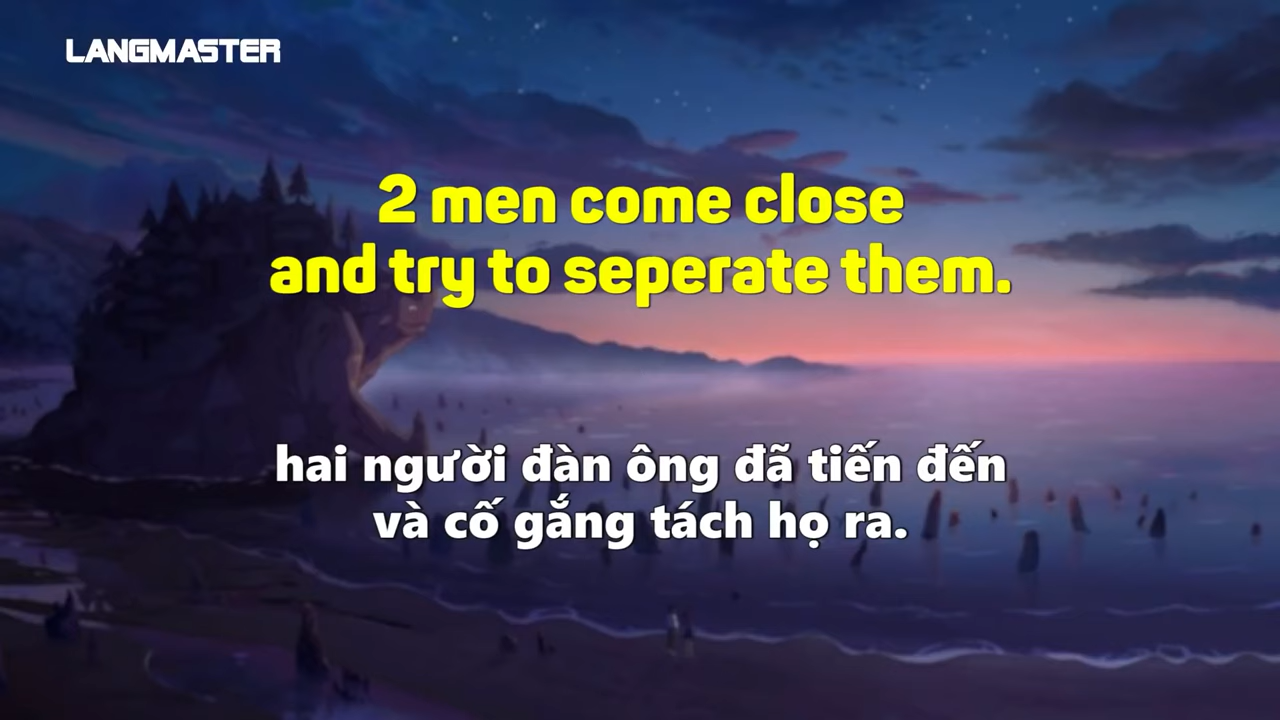 LANGMASTER
2 men come close
and try to seperate them.
hai người đàn ông đã tiến đến
và cố gắng tách họ ra.